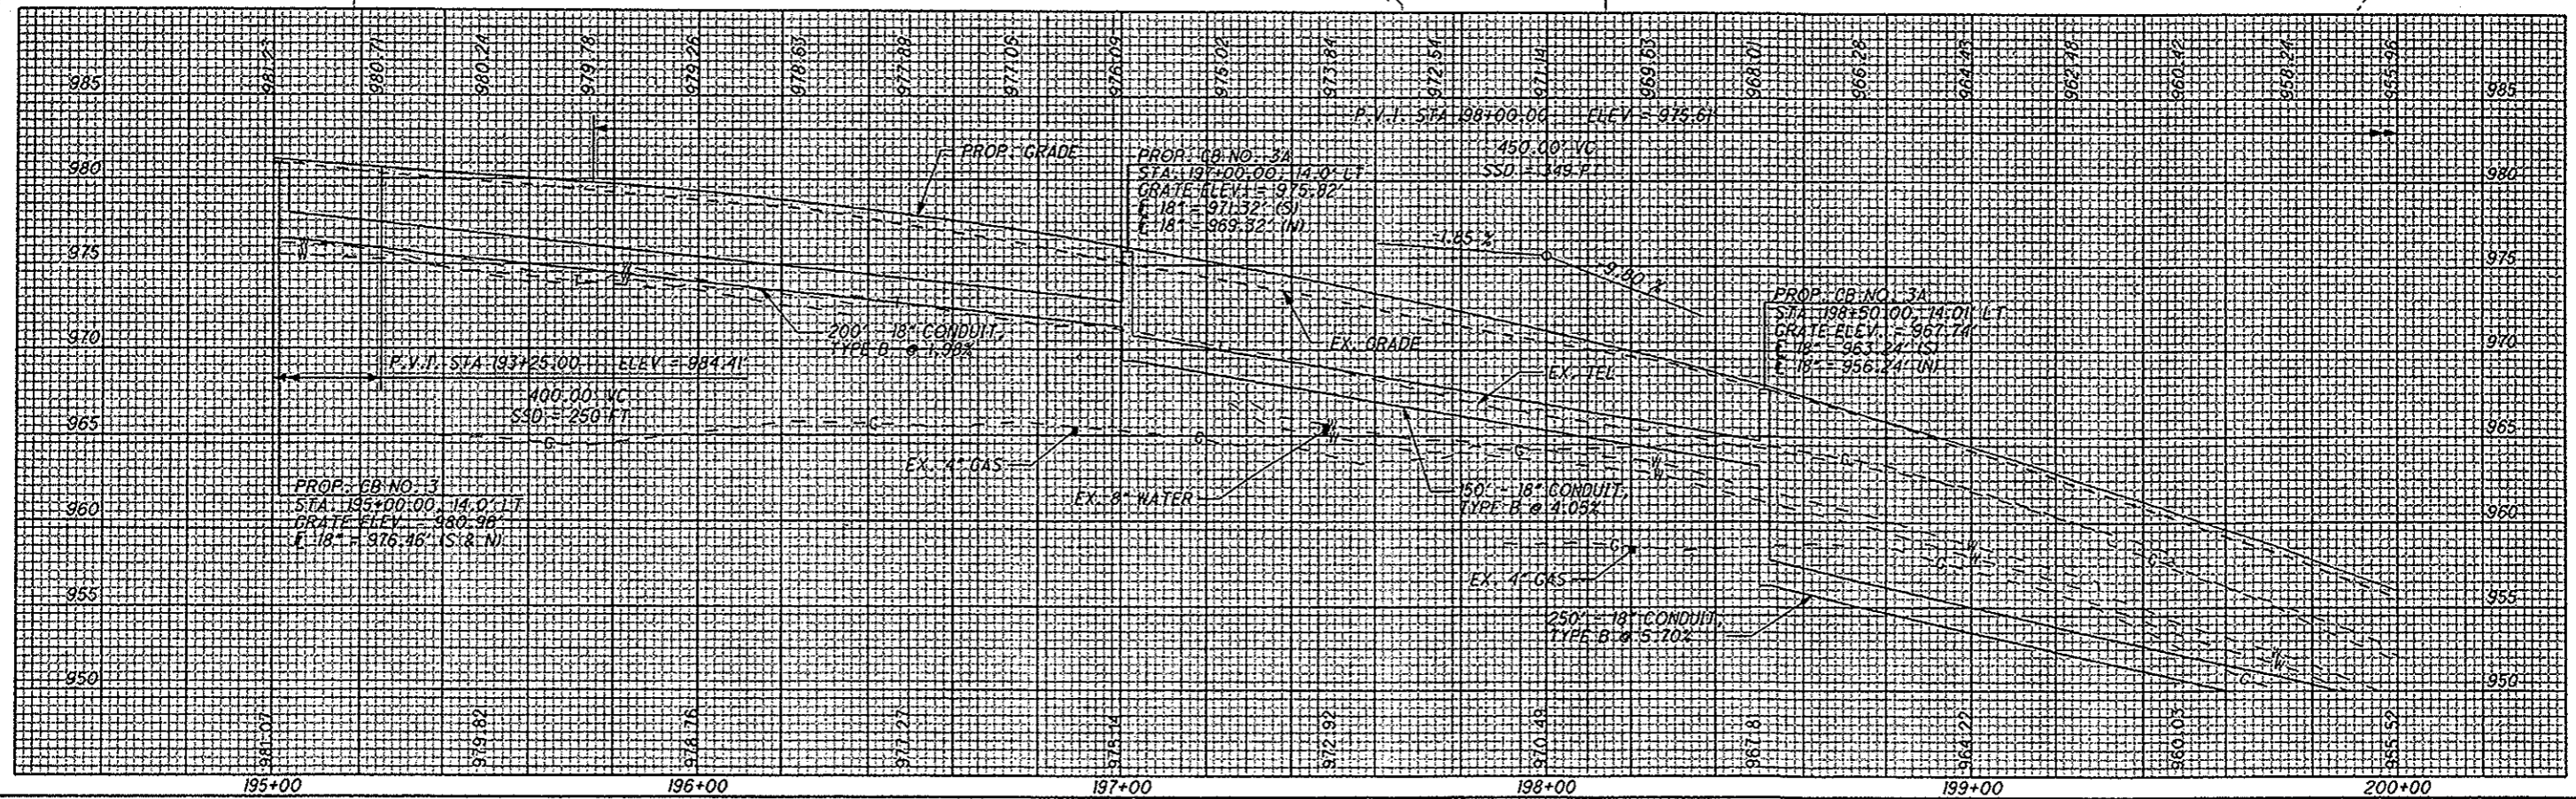 981.22 980.71 980.24 979.78 979.26 978.63 977.88 977.06 976.09 975.02 973.84 972.54 971.14 969.63 968.01 966.28 964.43 962.48 960.42 958.24 955.96
985 985
P.V.I. STA 198+00.00 ELEV = 975.61'
450.00' VC
SSD = 349 FT
PROP. GRADE
PROP. CB NO. 3A
STA. 197+00.00, 14.0' LT
GRATE ELEV. = 975.82'
E 18" = 971.32' (S)
E 18" = 969.32' (N)
980 980
-1.85 %
-9.80 %
975 975
W
W
T
W
W
T
PROP. CB NO. 3A
STA. 198+50.00, 14.01' LT
GRATE ELEV. = 967.74'
E 18" = 963.24' (S)
E 18" = 956.24' (N)
200' - 18" CONDUIT,
TYPE B @ 1.98%
EX. GRADE
970 970
P.V.I. STA 193+25.00 ELEV = 984.41'
400.00' VC
SSD = 250 FT
EX. TEL
965 965
G
G
G
W
W
G
W
W
G
EX. 4" GAS
EX. 8" WATER
150' - 18" CONDUIT,
TYPE B @ 4.05%
PROP. CB NO. 3
STA. 195+00.00, 14.0' LT
GRATE ELEV. = 980.96'
E 18" = 976.46' (S & N)
960 960
G
W
W
G
G
EX. 4" GAS
955 955
250' - 18" CONDUIT,
TYPE B @ 5.70%
W
W
G
950 950
981.07 979.82 978.76 977.27 975.14 972.92 970.49 967.81 964.22 960.03 955.52
195+00 196+00 197+00 198+00 199+00 200+00